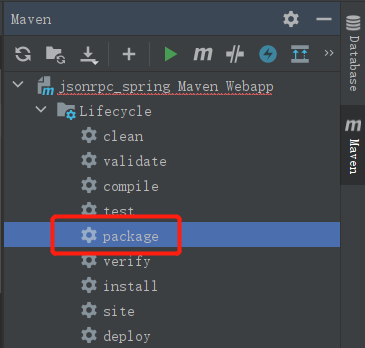 Maven
jsonrpc_spring Maven Webapp
Lifecycle
clean
validate
compile
test
package
verify
install
site
deploy
Database
Maven